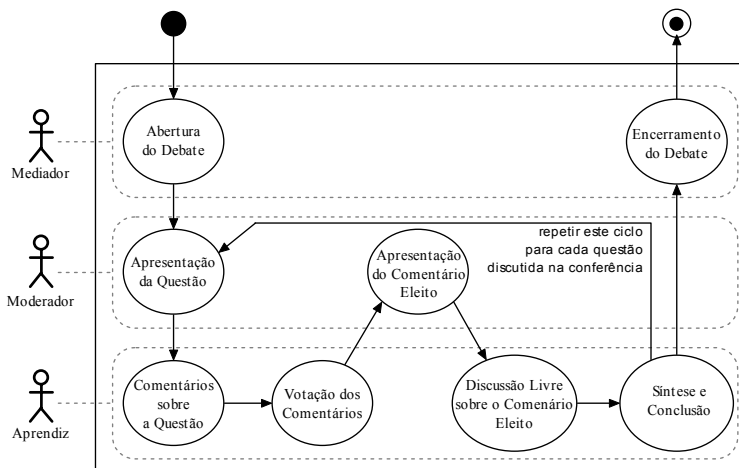 Mediador
Abertura
do Debate
Encerramento
do Debate
Moderador
Apresentação
da Questão
Apresentação
do Comentário
Eleito
repetir este ciclo
para cada questão
discutida na conferência
Aprendiz
Comentários
sobre
a Questão
Votação dos
Comentários
Discussão Livre
sobre o Comenário
Eleito
Síntese e
Conclusão